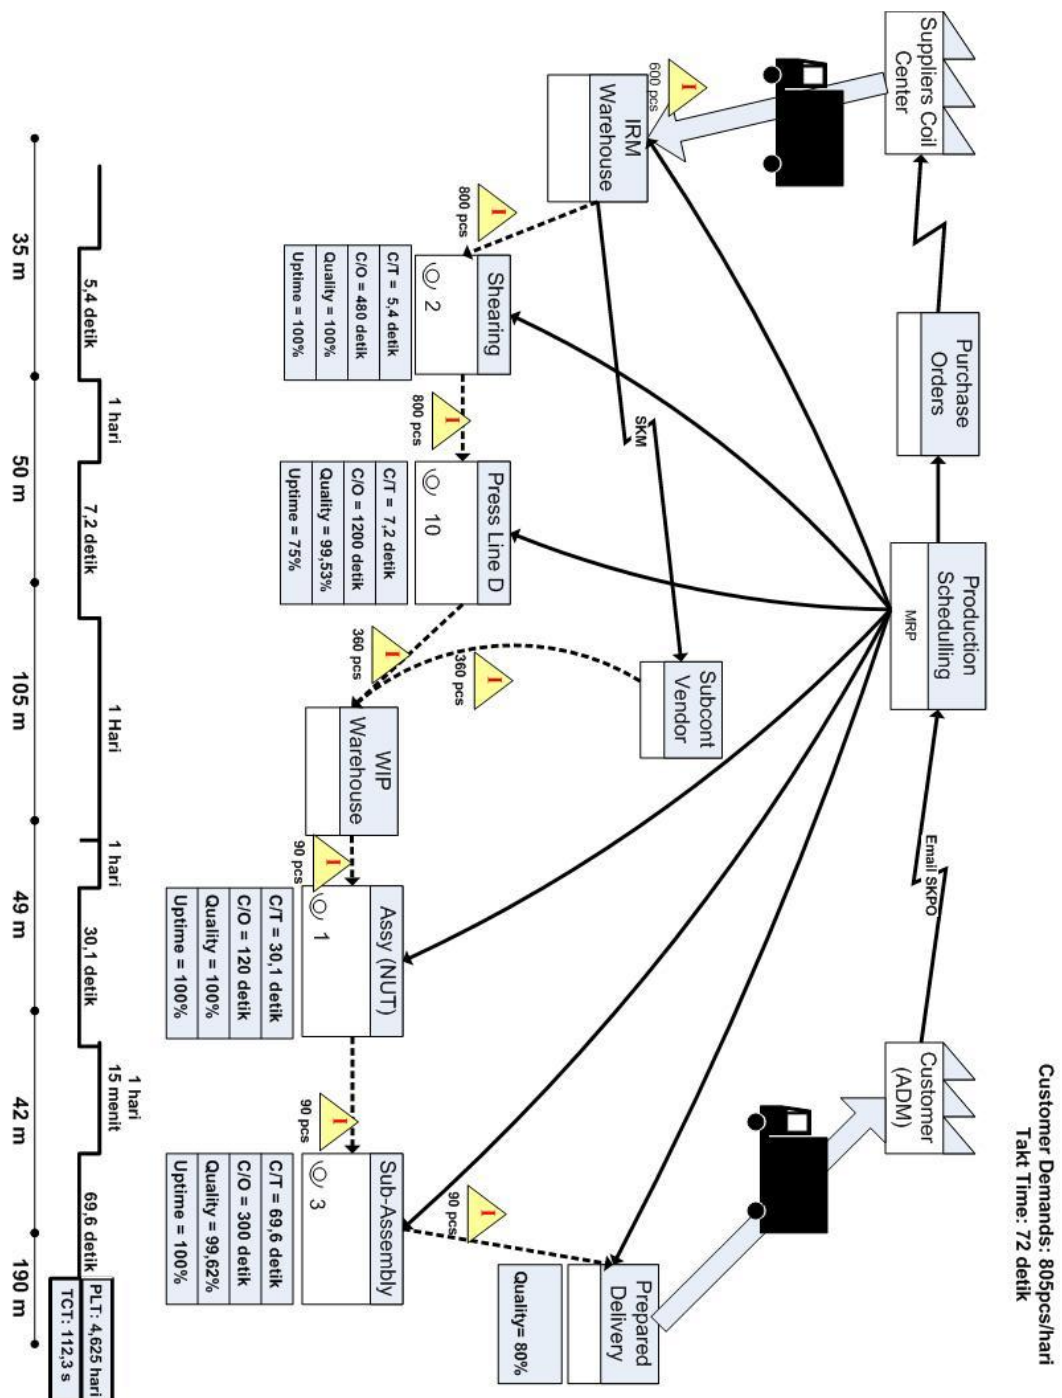 Customer Demands: 805pcs/hari
Takt Time: 72 detik
Suppliers Coil
Center
Purchase
Orders
Production
Schedulling
MRP
Email SKPO
Customer
(ADM)
I
600 pcs
IRM
Warehouse
SKM
Subcont
Vendor
I
360 pcs
I
90 pcs
Prepared
Delivery
Quality= 80%
I
800 pcs
Shearing
2
C/T = 5,4 detik
C/O = 480 detik
Quality = 100%
Uptime = 100%
I
800 pcs
Press Line D
10
C/T = 7,2 detik
C/O = 1200 detik
Quality = 99,53%
Uptime = 75%
I
360 pcs
WIP
Warehouse
I
90 pcs
Assy (NUT)
1
C/T = 30,1 detik
C/O = 120 detik
Quality = 100%
Uptime = 100%
I
90 pcs
Sub-Assembly
3
C/T = 69,6 detik
C/O = 300 detik
Quality = 99,62%
Uptime = 100%
5,4 detik
1 hari
7,2 detik
1 Hari
1 hari
30,1 detik
1 hari
15 menit
69,6 detik
PLT: 4,625 hari
TCT: 112,3 s
35 m
50 m
105 m
49 m
42 m
190 m